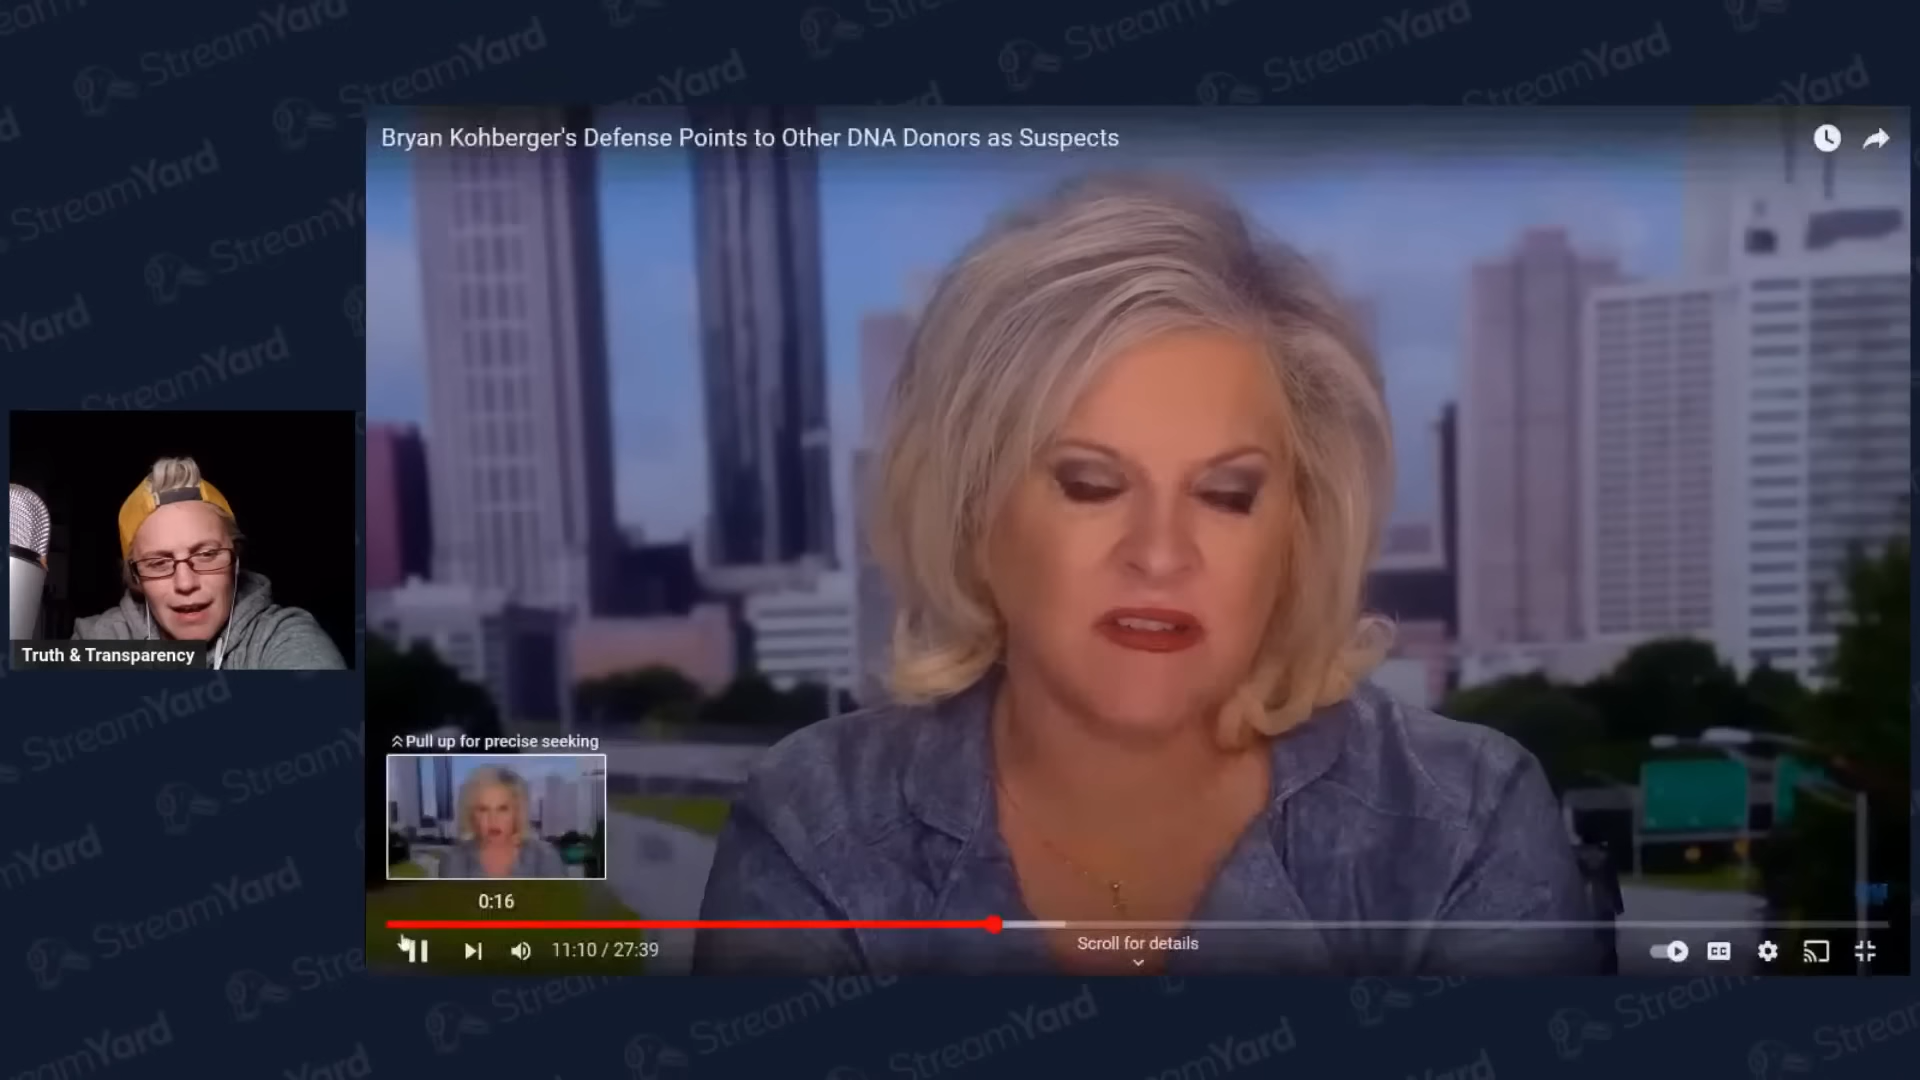 StreamYard
Bryan Kohberger's Defense Points to Other DNA Donors as Suspects
Truth & Transparency
Pull up for precise seeking
0:16
11:10 / 27:39
Scroll for details
CC